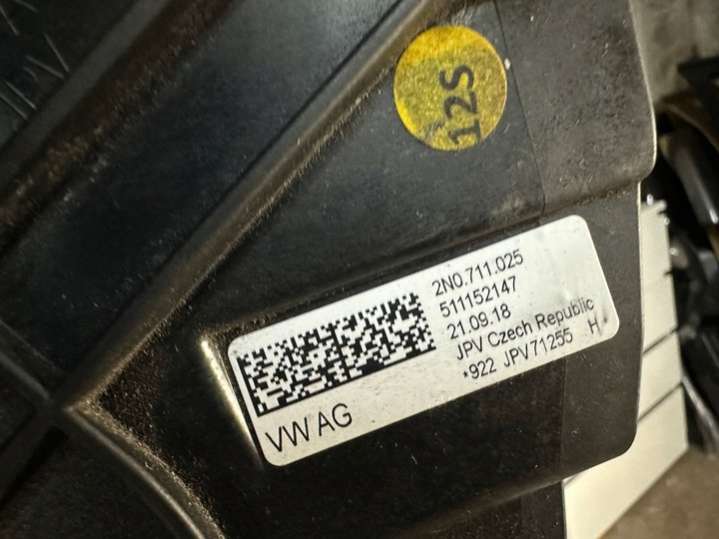 12S
2N0.711.025
511152147
21.09.18
JPV Czech Republic
*922 JPV71255 H
VW AG